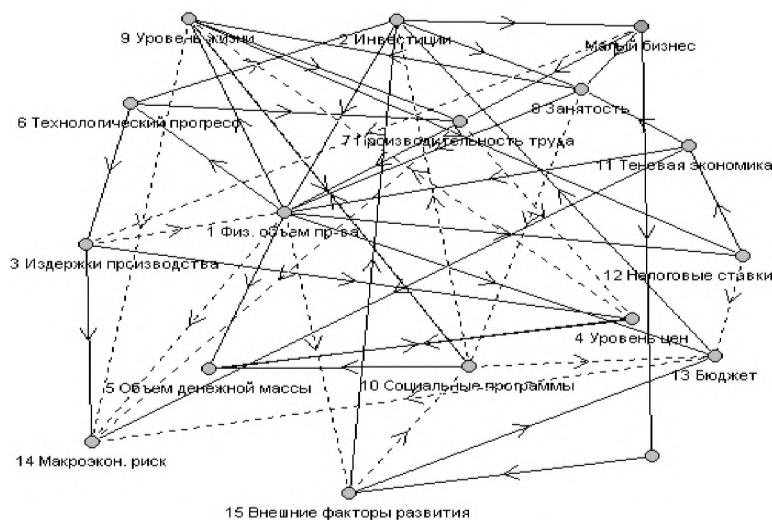 9 Уровень жизни
2 Инвестиции
Малый бизнес
8 Занятость
6 Технологический прогресс
7 Производительность труда
11 Теневая экономика
1 Физ. объем пр-ва
3 Издержки производства
12 Налоговые ставки
4 Уровень цен
5 Объем денежной массы
10 Социальные программы
13 Бюджет
14 Макроэкон. риск
15 Внешние факторы развития